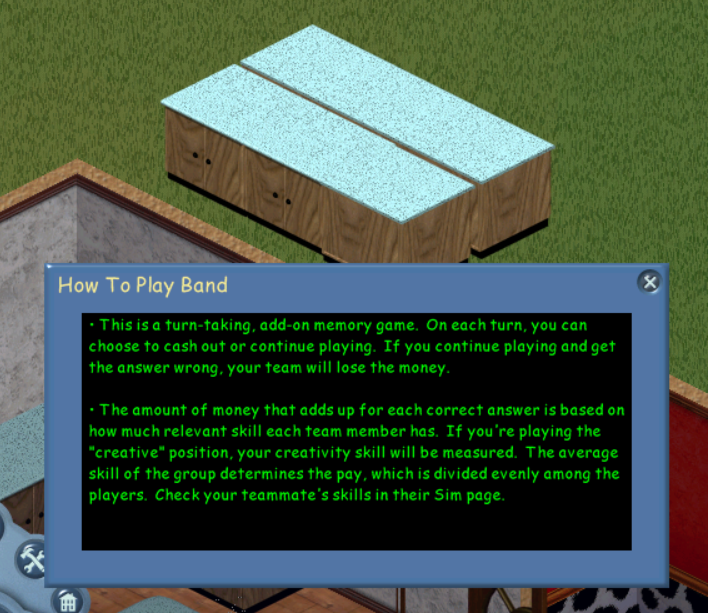 How To Play Band
• This is a turn-taking, add-on memory game. On each turn, you can
choose to cash out or continue playing. If you continue playing and get
the answer wrong, your team will lose the money.
• The amount of money that adds up for each correct answer is based on
how much relevant skill each team member has. If you're playing the
"creative" position, your creativity skill will be measured. The average
skill of the group determines the pay, which is divided evenly among the
players. Check your teammate's skills in their Sim page.